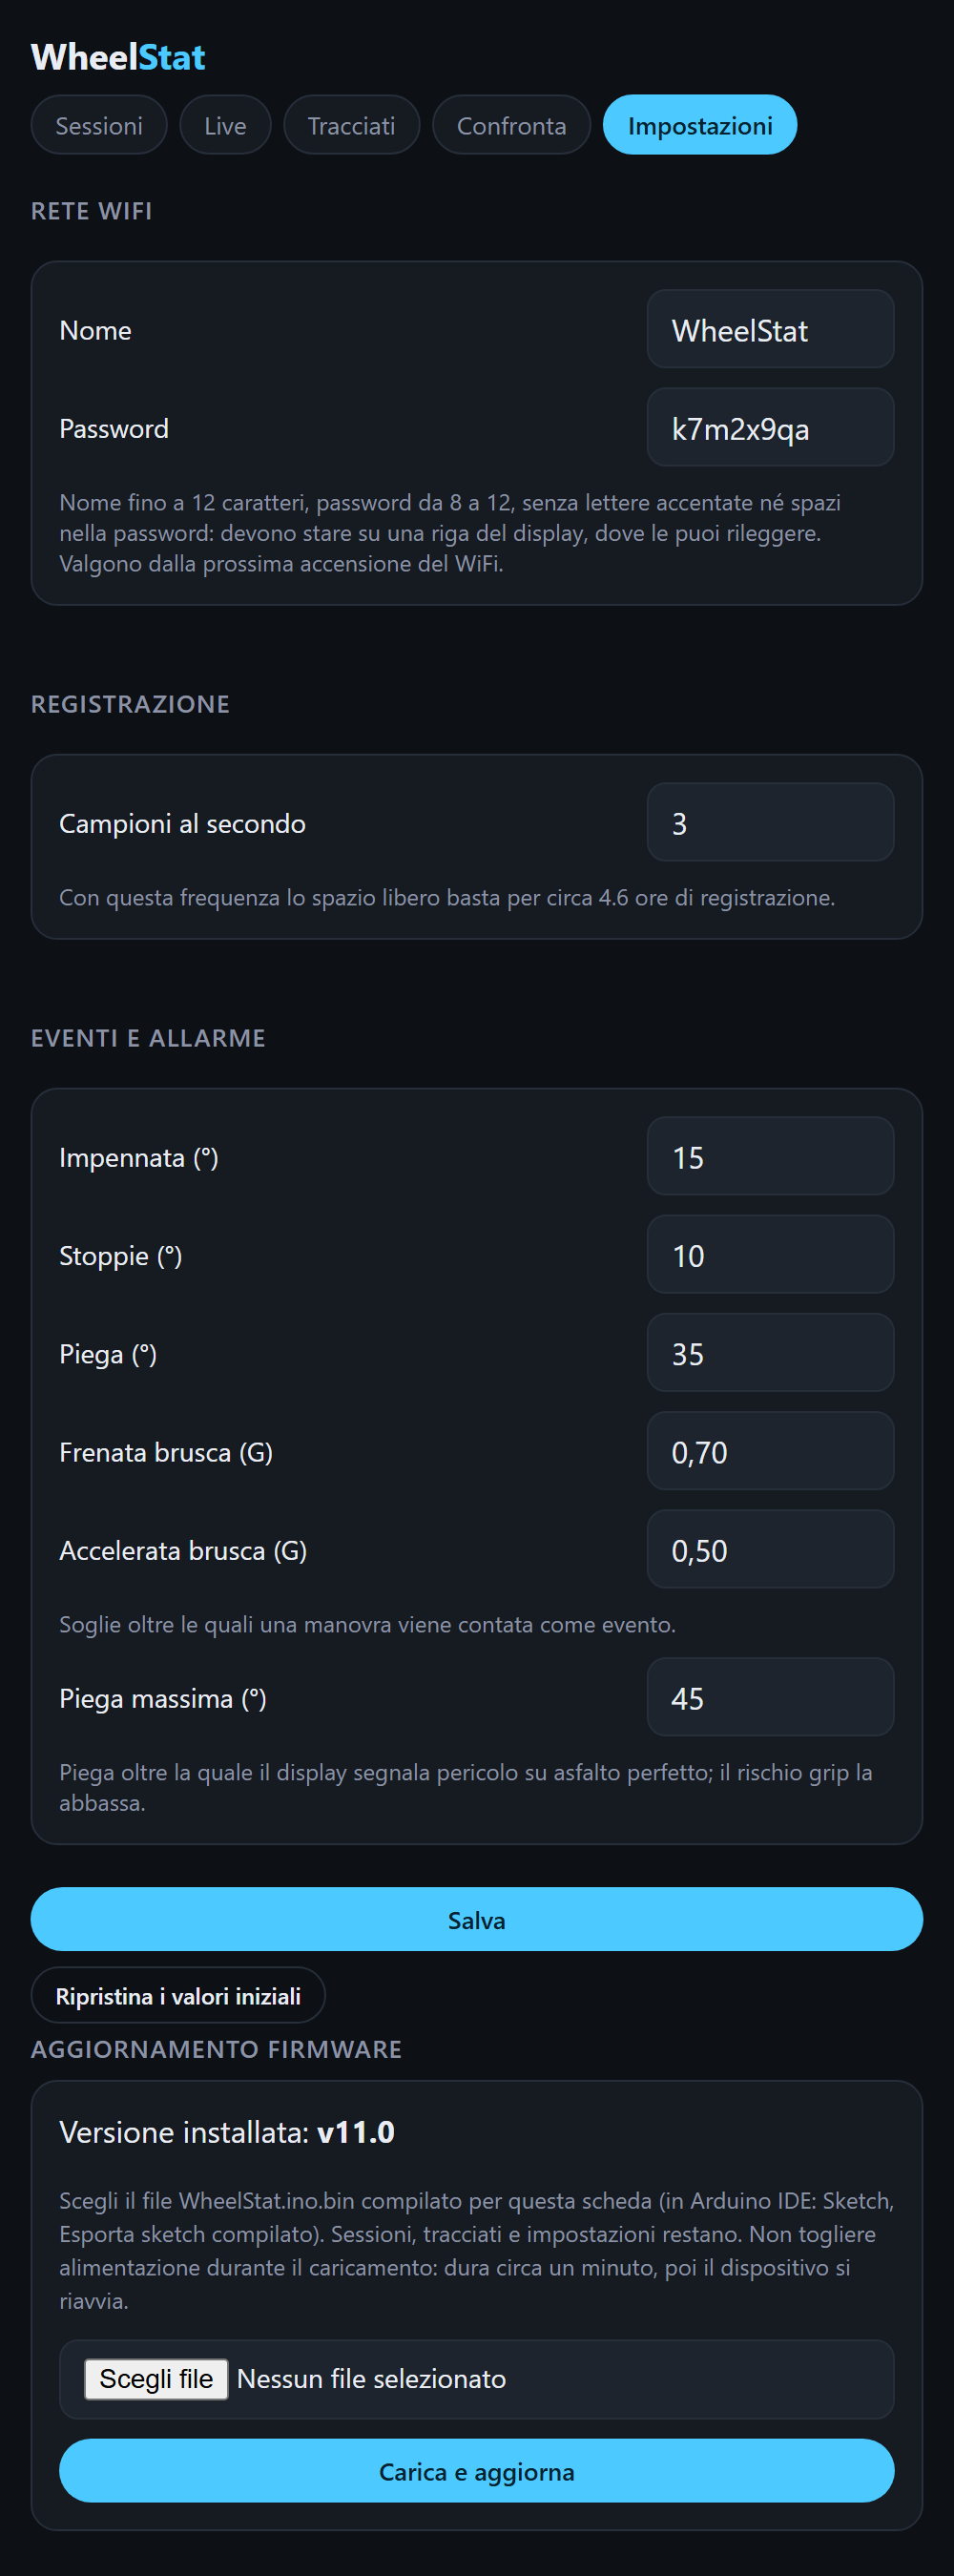 WheelStat
Sessioni Live Tracciati Confronta Impostazioni
RETE WIFI
Nome WheelStat
Password k7m2x9qa
Nome fino a 12 caratteri, password da 8 a 12, senza lettere accentate né spazi
nella password: devono stare su una riga del display, dove le puoi rileggere.
Valgono dalla prossima accensione del WiFi.
REGISTRAZIONE
Campioni al secondo 3
Con questa frequenza lo spazio libero basta per circa 4.6 ore di registrazione.
EVENTI E ALLARME
Impennata (°) 15
Stoppie (°) 10
Piega (°) 35
Frenata brusca (G) 0,70
Accelerata brusca (G) 0,50
Soglie oltre le quali una manovra viene contata come evento.
Piega massima (°) 45
Piega oltre la quale il display segnala pericolo su asfalto perfetto; il rischio grip la
abbassa.
Salva
Ripristina i valori iniziali
AGGIORNAMENTO FIRMWARE
Versione installata: v11.0
Scegli il file WheelStat.ino.bin compilato per questa scheda (in Arduino IDE: Sketch,
Esporta sketch compilato). Sessioni, tracciati e impostazioni restano. Non togliere
alimentazione durante il caricamento: dura circa un minuto, poi il dispositivo si
riavvia.
Scegli file Nessun file selezionato
Carica e aggiorna